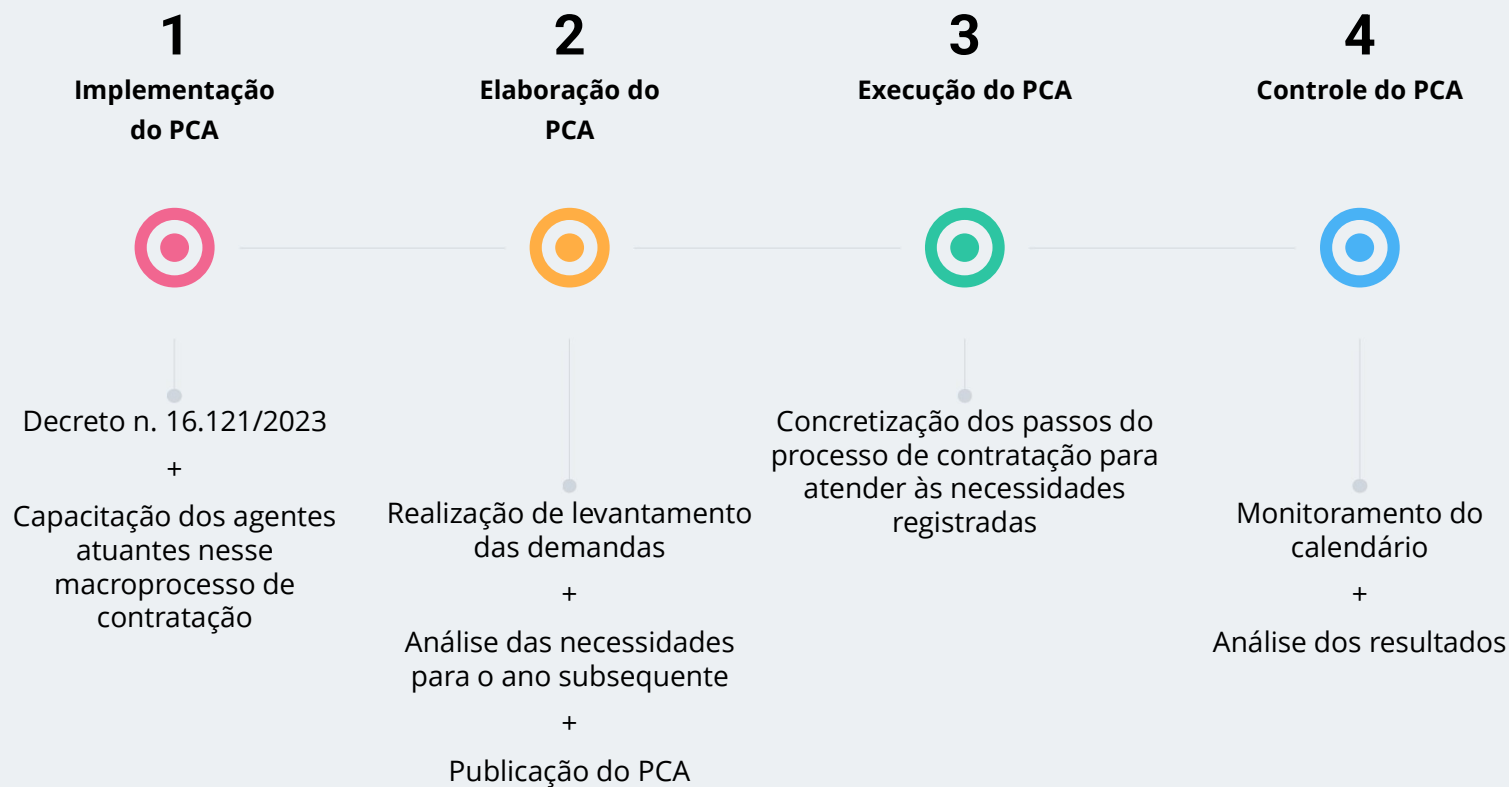 1
Implementação
do PCA
Decreto n. 16.121/2023
+
Capacitação dos agentes
atuantes nesse
macroprocesso de
contratação
2
Elaboração do
PCA
Realização de levantamento
das demandas
+
Análise das necessidades
para o ano subsequente
+
Publicação do PCA
3
Execução do PCA
Concretização dos passos do
processo de contratação para
atender às necessidades
registradas
4
Controle do PCA
Monitoramento do
calendário
+
Análise dos resultados